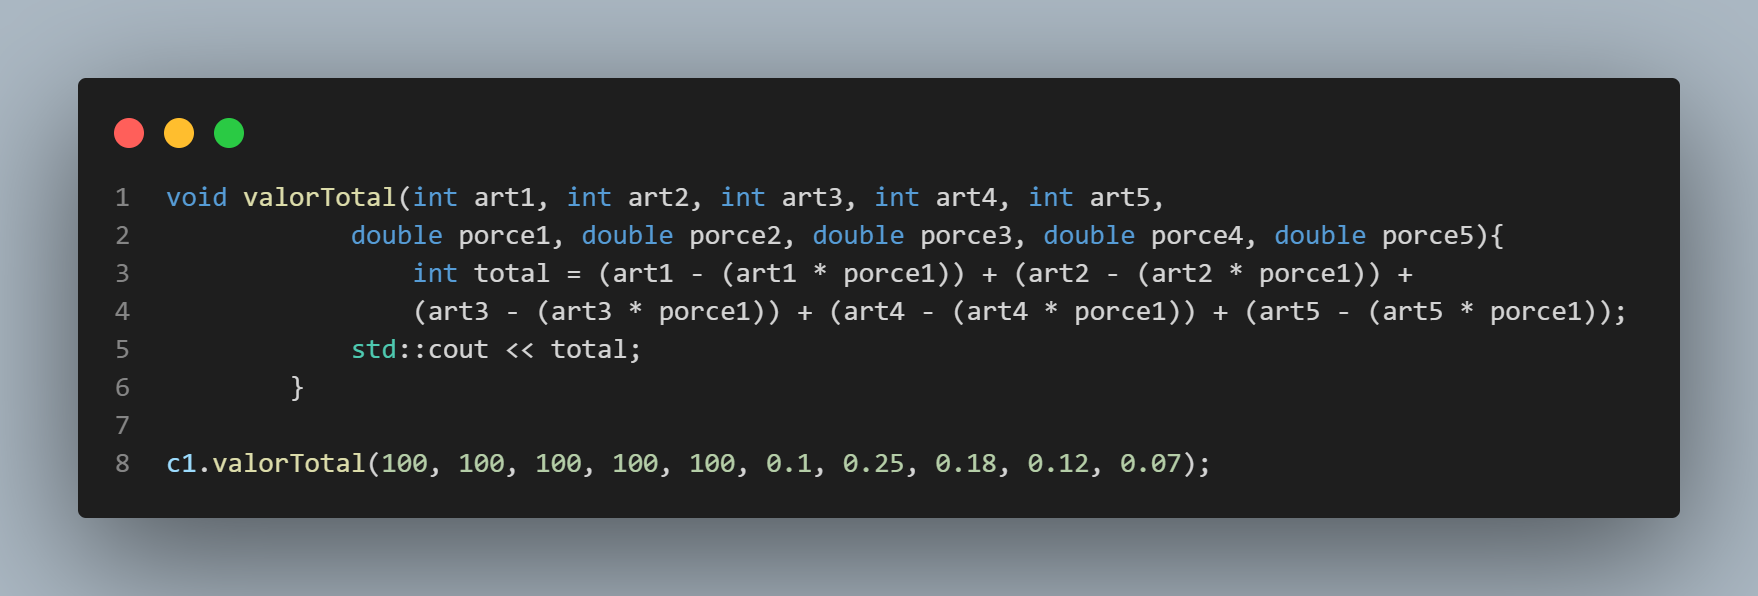 1 void valorTotal(int art1, int art2, int art3, int art4, int art5,
2 double porce1, double porce2, double porce3, double porce4, double porce5){
3 int total = (art1 - (art1 * porce1)) + (art2 - (art2 * porce1)) +
4 (art3 - (art3 * porce1)) + (art4 - (art4 * porce1)) + (art5 - (art5 * porce1));
5 std::cout << total;
6 }
7
8 c1.valorTotal(100, 100, 100, 100, 100, 0.1, 0.25, 0.18, 0.12, 0.07);